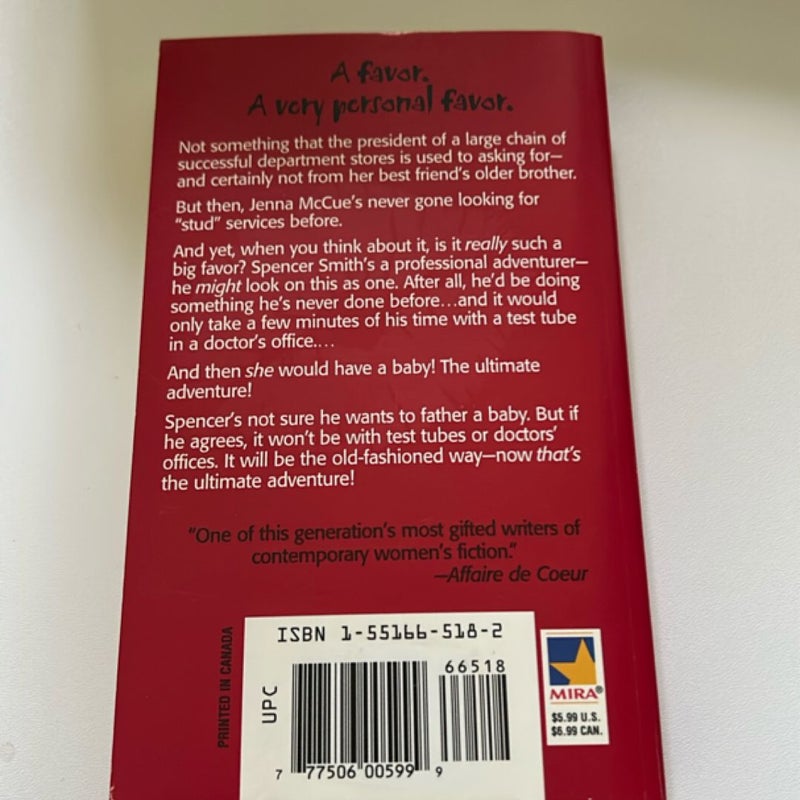 A favor.
A very personal favor.
Not something that the president of a large chain of
successful department stores is used to asking for—
and certainly not from her best friend's older brother.
But then, Jenna McCue's never gone looking for
"stud" services before.
And yet, when you think about it, is it really such a
big favor? Spencer Smith's a professional adventurer—
he might look on this as one. After all, he'd be doing
something he's never done before...and it would
only take a few minutes of his time with a test tube
in a doctor's office....
And then she would have a baby! The ultimate
adventure!
Spencer's not sure he wants to father a baby. But if
he agrees, it won't be with test tubes or doctors'
offices. It will be the old-fashioned way—now that's
the ultimate adventure!
"One of this generation's most gifted writers of
contemporary women's fiction."
—Affaire de Coeur
PRINTED IN CANADA
ISBN 1-55166-518-2
66518
UPC
7 77506 00599 9
MIRA®
$5.99 U.S.
$6.99 CAN.